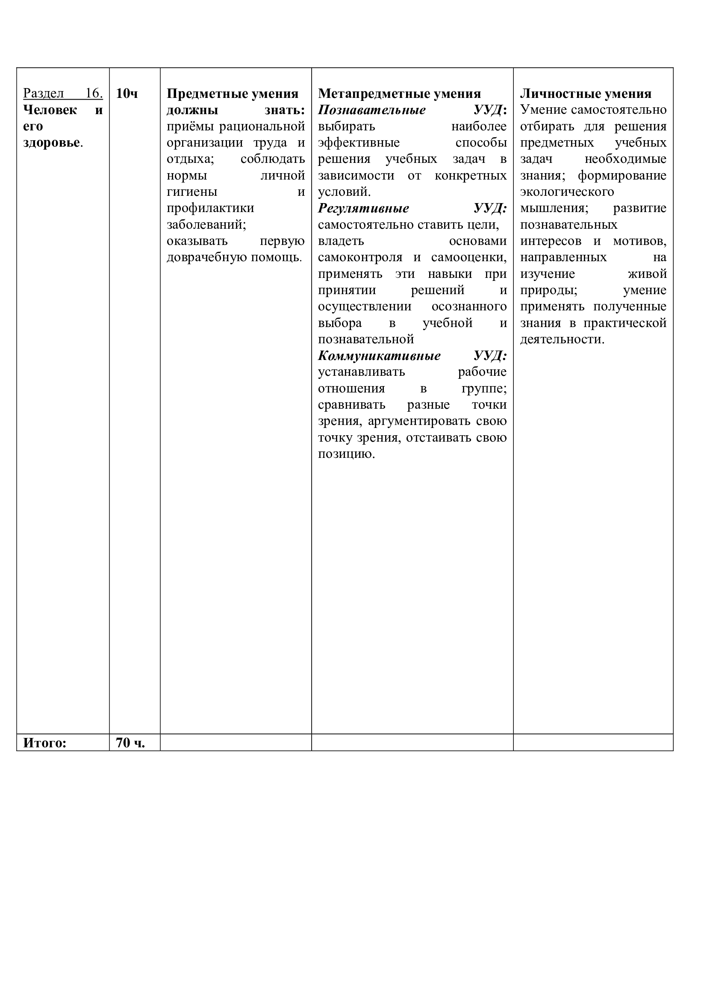 Раздел 16.
Человек и
его
здоровье.
10ч
Предметные умения
должны знать:
приёмы рациональной
организации труда и
отдыха; соблюдать
нормы личной
гигиены и
профилактики
заболеваний;
оказывать первую
доврачебную помощь.
Метапредметные умения
Познавательные УУД:
выбирать наиболее
эффективные способы
решения учебных задач в
зависимости от конкретных
условий.
Регулятивные УУД:
самостоятельно ставить цели,
владеть основами
самоконтроля и самооценки,
применять эти навыки при
принятии решений и
осуществлении осознанного
выбора в учебной и
познавательной
Коммуникативные УУД:
устанавливать рабочие
отношения в группе;
сравнивать разные точки
зрения, аргументировать свою
точку зрения, отстаивать свою
позицию.
Личностные умения
Умение самостоятельно
отбирать для решения
предметных учебных
задач необходимые
знания; формирование
экологического
мышления; развитие
познавательных
интересов и мотивов,
направленных на
изучение живой
природы; умение
применять полученные
знания в практической
деятельности.
Итого:
70 ч.